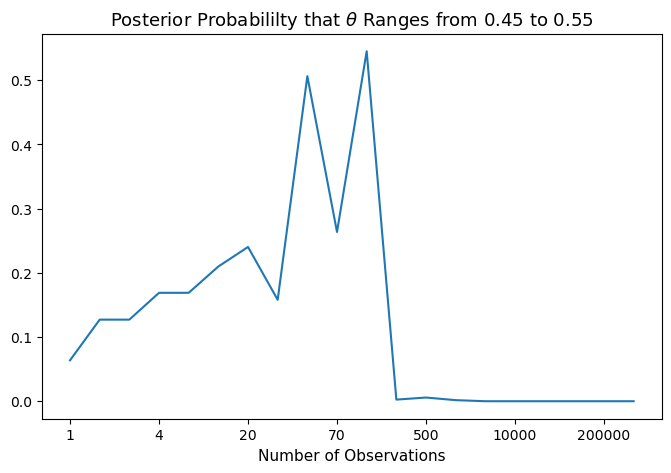 Posterior Probabililty that θ Ranges from 0.45 to 0.55
0.5
0.4
0.3
0.2
0.1
0.0
1 4 20 70 500 10000 200000
Number of Observations